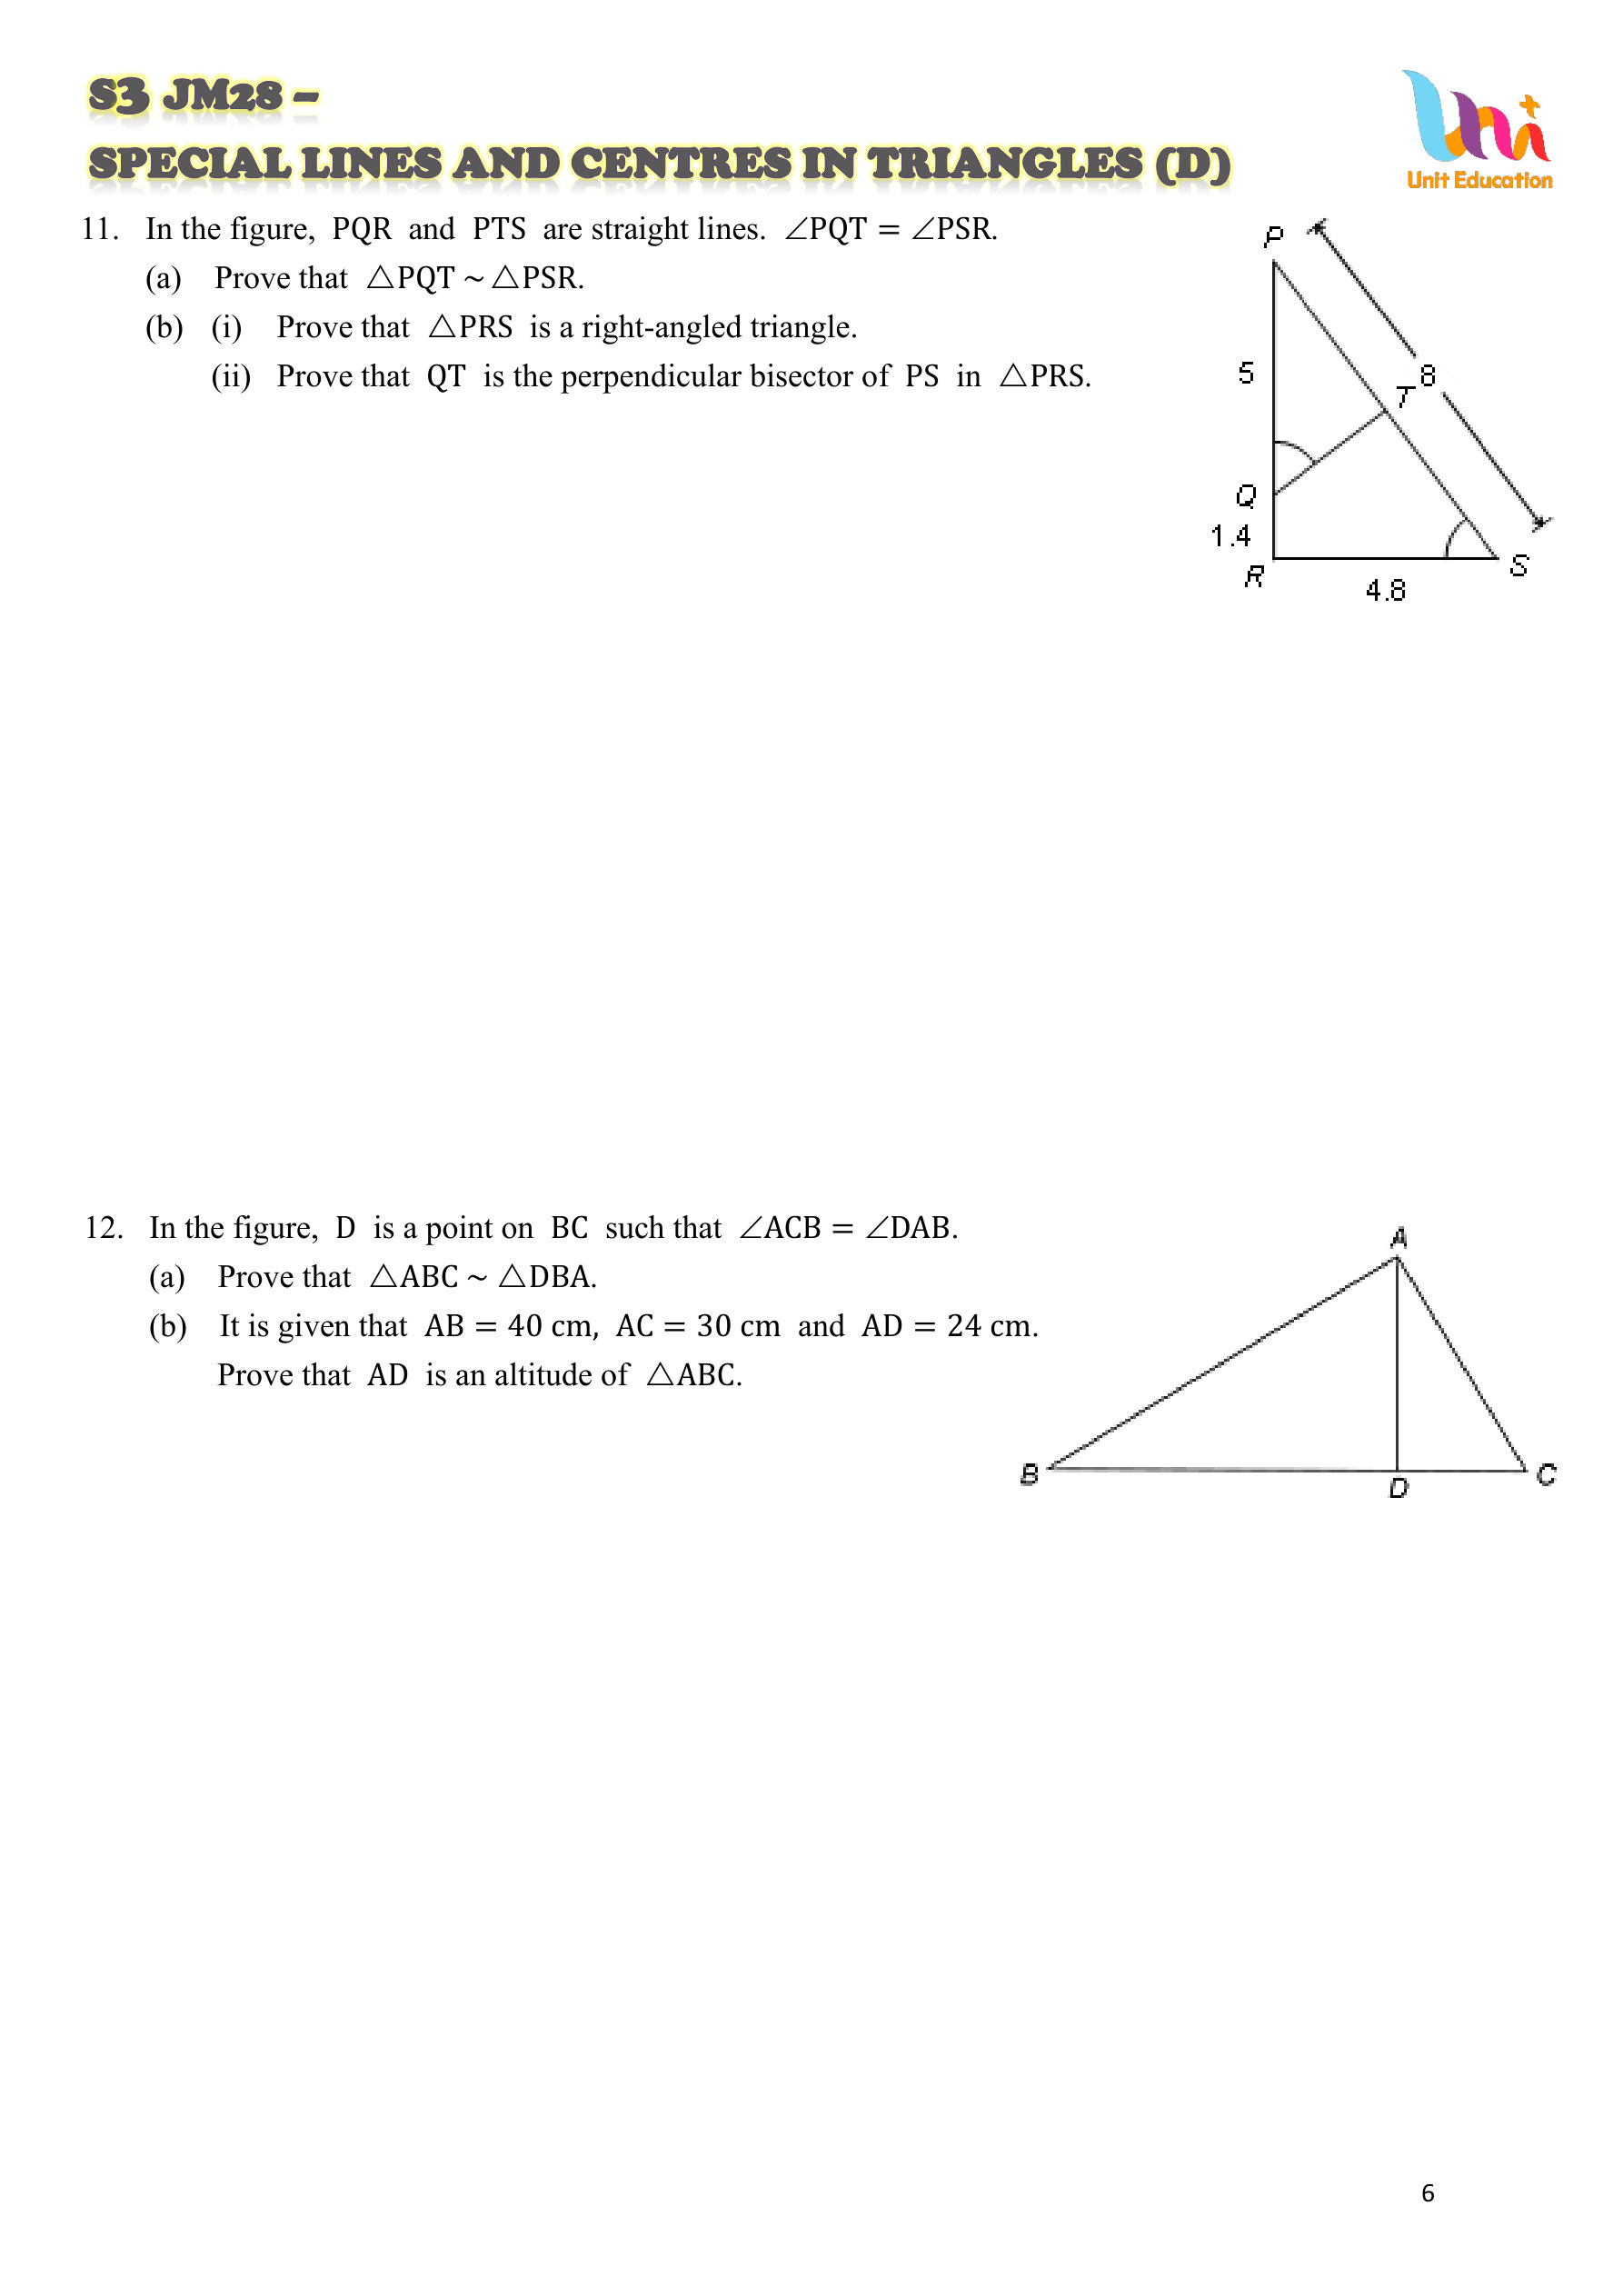 S3 JM28 –
SPECIAL LINES AND CENTRES IN TRIANGLES (D)
Unit Education
11. In the figure, PQR and PTS are straight lines. ∠PQT = ∠PSR.
(a) Prove that △PQT ~ △PSR.
(b) (i) Prove that △PRS is a right-angled triangle.
(ii) Prove that QT is the perpendicular bisector of PS in △PRS.
P
5
8
T
Q
1.4
R
S
4.8
12. In the figure, D is a point on BC such that ∠ACB = ∠DAB.
(a) Prove that △ABC ~ △DBA.
(b) It is given that AB = 40 cm, AC = 30 cm and AD = 24 cm.
Prove that AD is an altitude of △ABC.
A
B
D
C
6